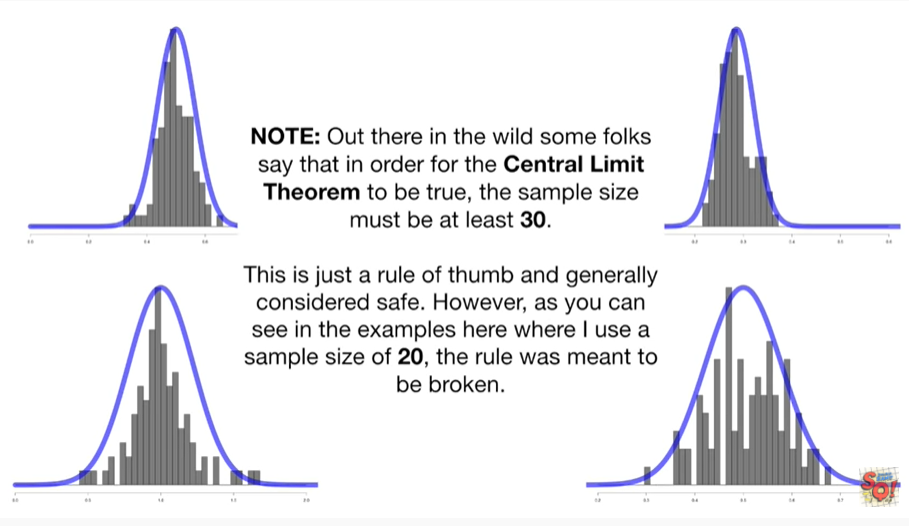 NOTE: Out there in the wild some folks
say that in order for the Central Limit
Theorem to be true, the sample size
must be at least 30.
This is just a rule of thumb and generally
considered safe. However, as you can
see in the examples here where I use a
sample size of 20, the rule was meant to
be broken.